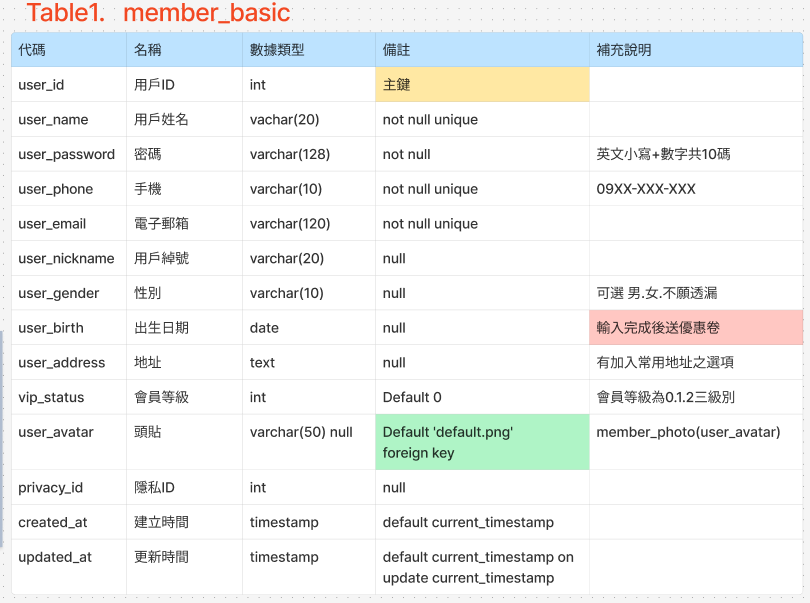 Table1. member_basic
代碼 名稱 數據類型 備註 補充說明
user_id 用戶ID int 主鍵
user_name 用戶姓名 vachar(20) not null unique
user_password 密碼 varchar(128) not null 英文小寫+數字共10碼
user_phone 手機 varchar(10) not null unique 09XX-XXX-XXX
user_email 電子郵箱 varchar(120) not null unique
user_nickname 用戶綽號 varchar(20) null
user_gender 性別 varchar(10) null 可選 男.女.不願透漏
user_birth 出生日期 date null 輸入完成後送優惠卷
user_address 地址 text null 有加入常用地址之選項
vip_status 會員等級 int Default 0 會員等級為0.1.2三級別
user_avatar 頭貼 varchar(50) null Default 'default.png' member_photo(user_avatar)
foreign key
privacy_id 隱私ID int null
created_at 建立時間 timestamp default current_timestamp
updated_at 更新時間 timestamp default current_timestamp on
update current_timestamp